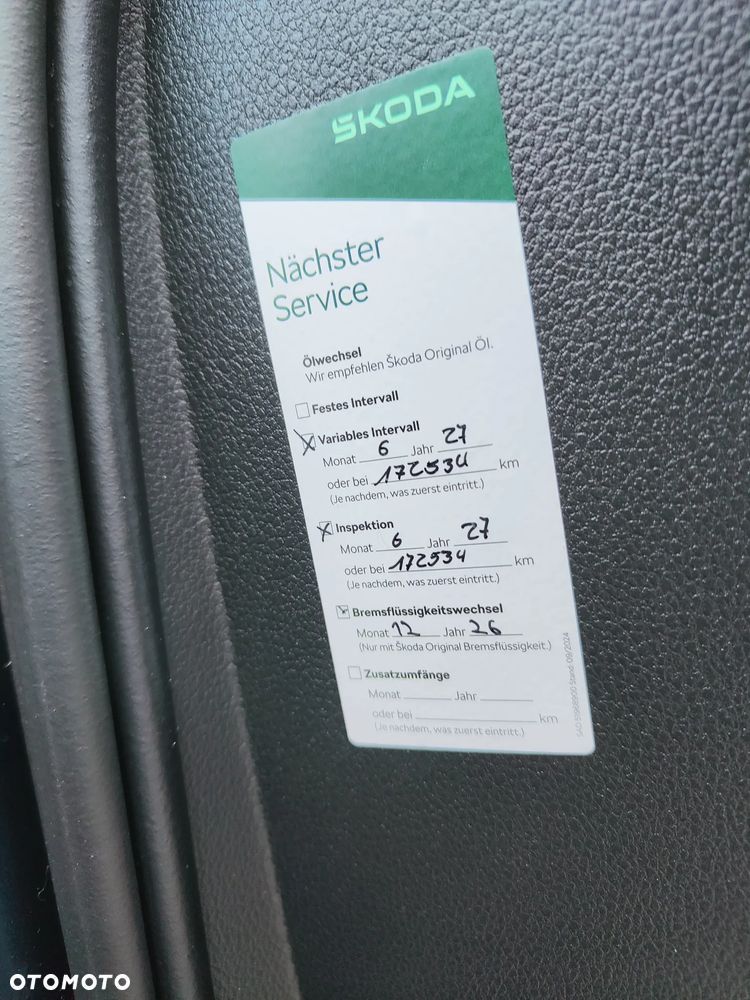 ŠKODA
Nächster
Service
Ölwechsel
Wir empfehlen Škoda Original Öl.
Festes Intervall
Variables Intervall
Monat 6 Jahr 27
oder bei 172534 km
(Je nachdem, was zuerst eintritt.)
Inspektion
Monat 6 Jahr 27
oder bei 172534 km
(Je nachdem, was zuerst eintritt.)
Bremsflüssigkeitswechsel
Monat 12 Jahr 26
(Nur mit Škoda Original Bremsflüssigkeit.)
Zusatzumfänge
Monat Jahr
oder bei km
(Je nachdem, was zuerst eintritt.)
Stand: 09/2024
OTOMOTO